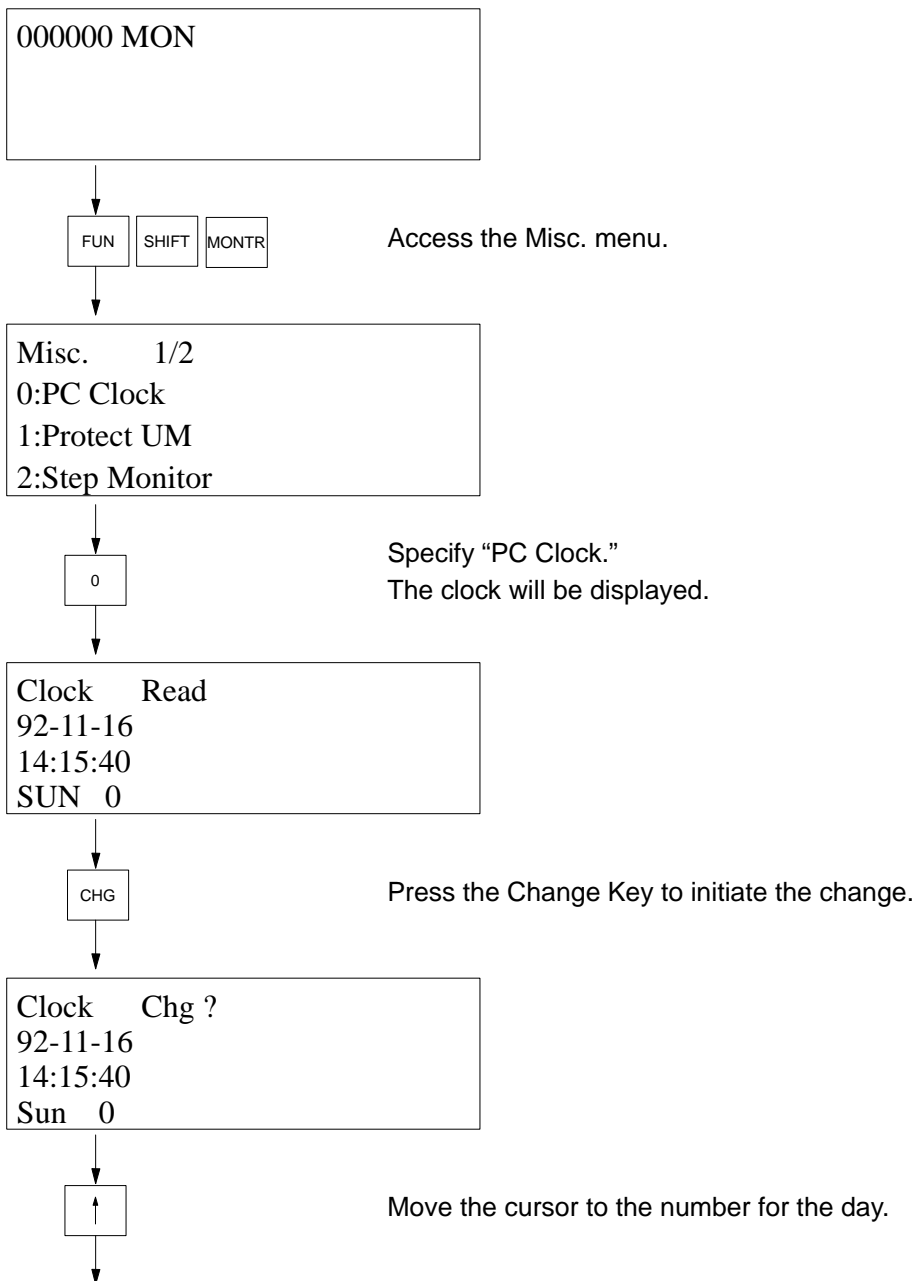 000000 MON
FUN SHIFT MONTR Access the Misc. menu.
Misc. 1/2
0:PC Clock
1:Protect UM
2:Step Monitor
Specify “PC Clock.”
0
The clock will be displayed.
Clock Read
92-11-16
14:15:40
SUN 0
CHG Press the Change Key to initiate the change.
Clock Chg ?
92-11-16
14:15:40
Sun 0
↑ Move the cursor to the number for the day.